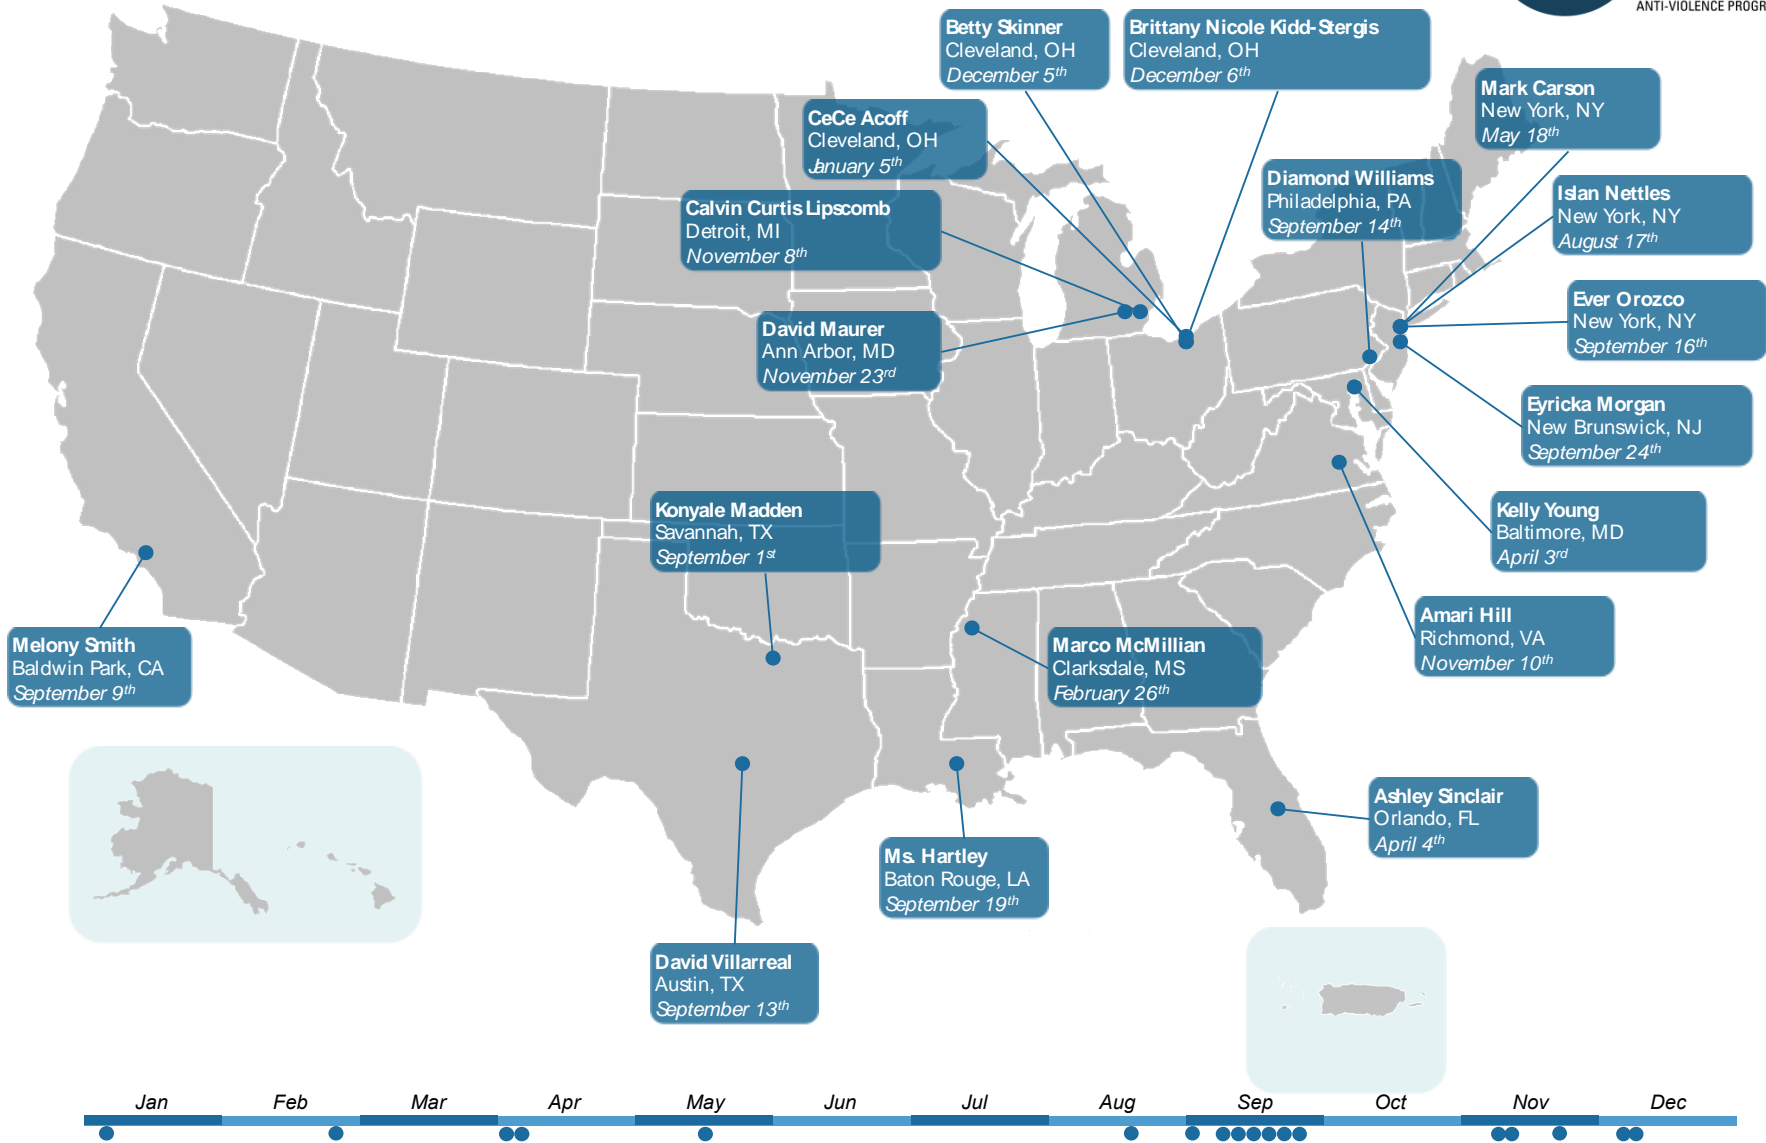 ANTI-VIOLENCE PROGR
Betty Skinner
Cleveland, OH
December 5th
Brittany Nicole Kidd-Stergis
Cleveland, OH
December 6th
Mark Carson
New York, NY
May 18th
CeCe Acoff
Cleveland, OH
January 5th
Diamond Williams
Philadelphia, PA
September 14th
Islan Nettles
New York, NY
August 17th
Calvin Curtis Lipscomb
Detroit, MI
November 8th
Ever Orozco
New York, NY
September 16th
David Maurer
Ann Arbor, MD
November 23rd
Eyricka Morgan
New Brunswick, NJ
September 24th
Konyale Madden
Savannah, TX
September 1st
Kelly Young
Baltimore, MD
April 3rd
Amari Hill
Richmond, VA
November 10th
Melony Smith
Baldwin Park, CA
September 9th
Marco McMillian
Clarksdale, MS
February 26th
Ashley Sinclair
Orlando, FL
April 4th
Ms. Hartley
Baton Rouge, LA
September 19th
David Villarreal
Austin, TX
September 13th
Jan Feb Mar Apr May Jun Jul Aug Sep Oct Nov Dec